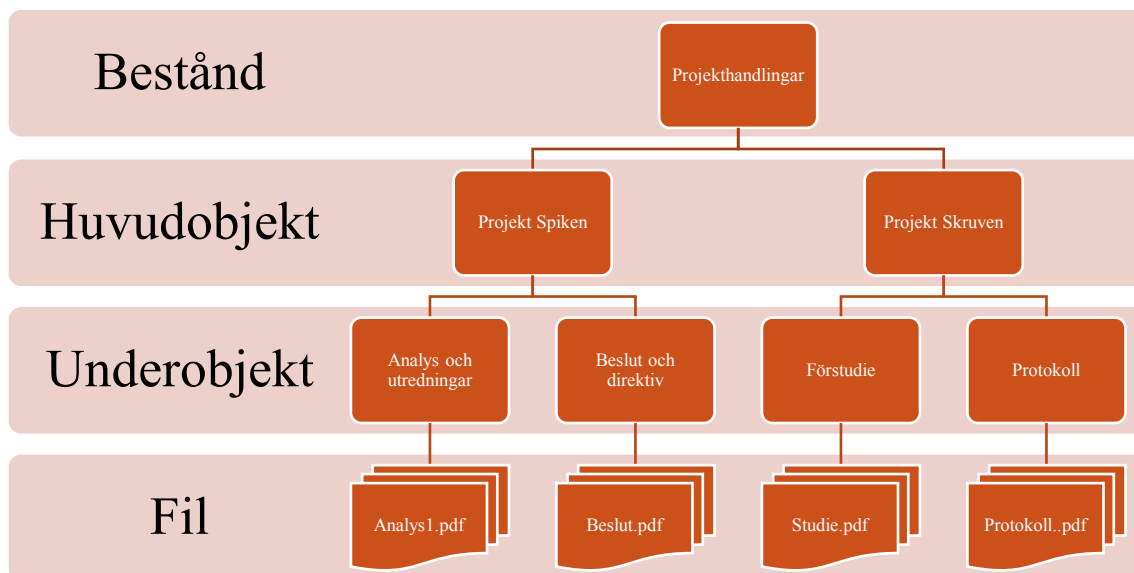 Bestånd
Projekthandlingar
Huvudobjekt
Projekt Spiken
Projekt Skruven
Underobjekt
Analys och
utredningar
Beslut och
direktiv
Förstudie
Protokoll
Fil
Analys1.pdf
Beslut.pdf
Studie.pdf
Protokoll..pdf